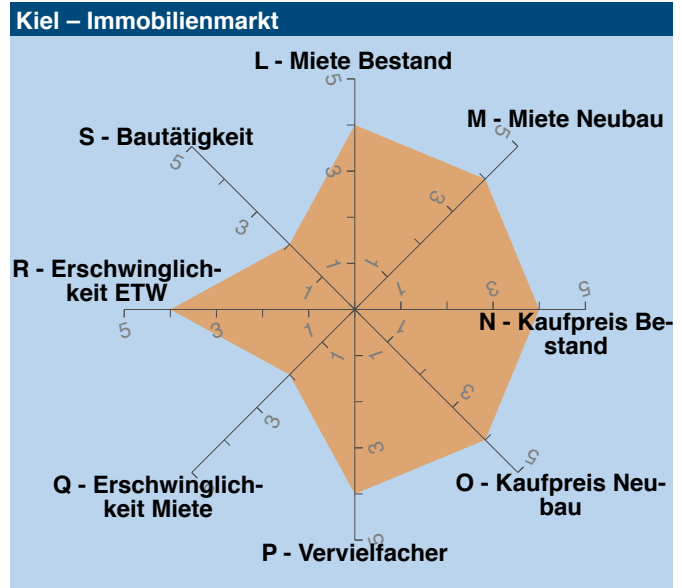 Kiel – Immobilienmarkt
L - Miete Bestand
5
3
1
M - Miete Neubau
5
3
1
S - Bautätigkeit
5
3
1
R - Erschwinglich-
keit ETW
5
3
1
N - Kaufpreis Be-
stand
1
3
5
Q - Erschwinglich-
keit Miete
3
1
O - Kaufpreis Neu-
bau
1
3
5
P - Vervielfacher
1
3
5